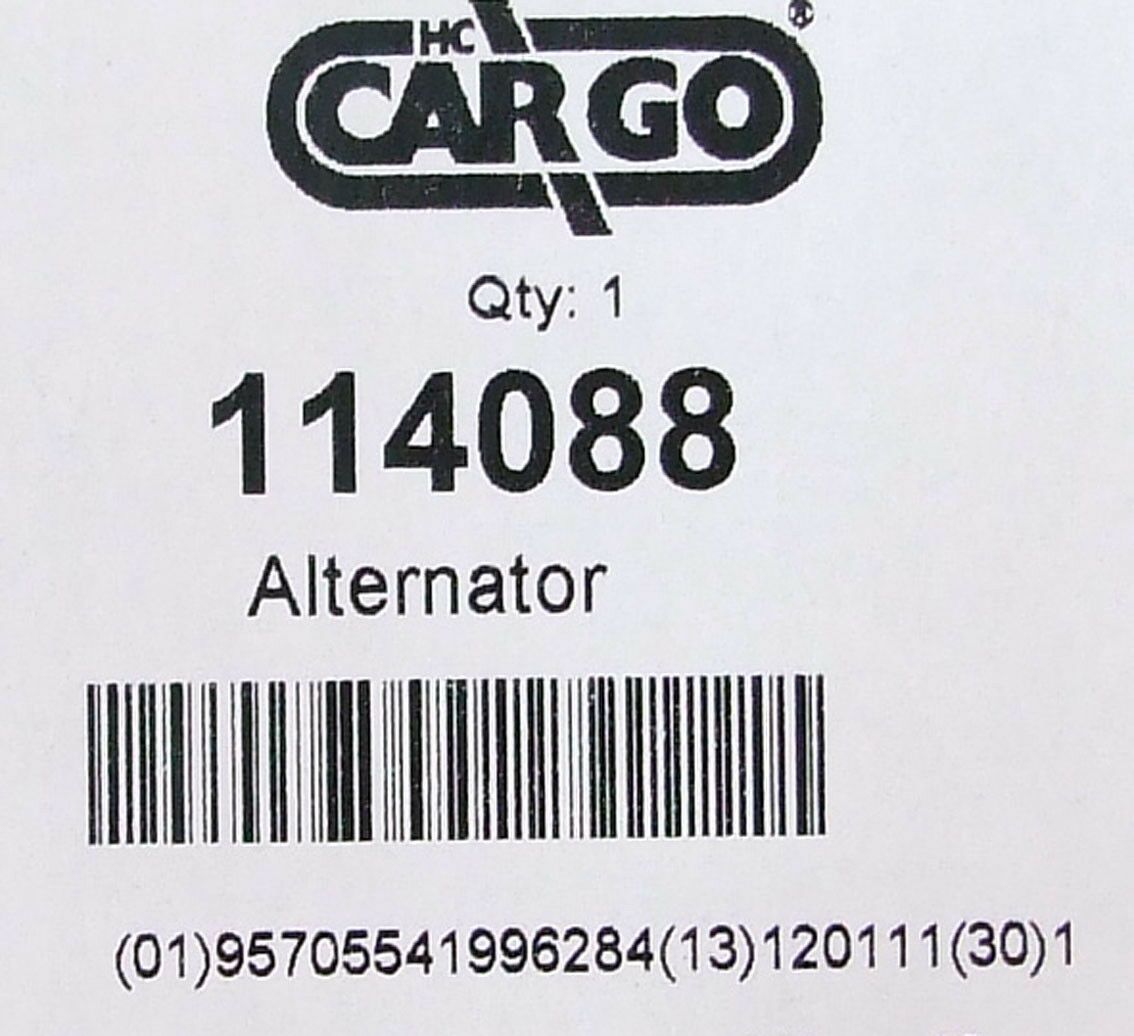 HC
CARGO®
Qty: 1
114088
Alternator
(01)95705541996284(13)120111(30)1